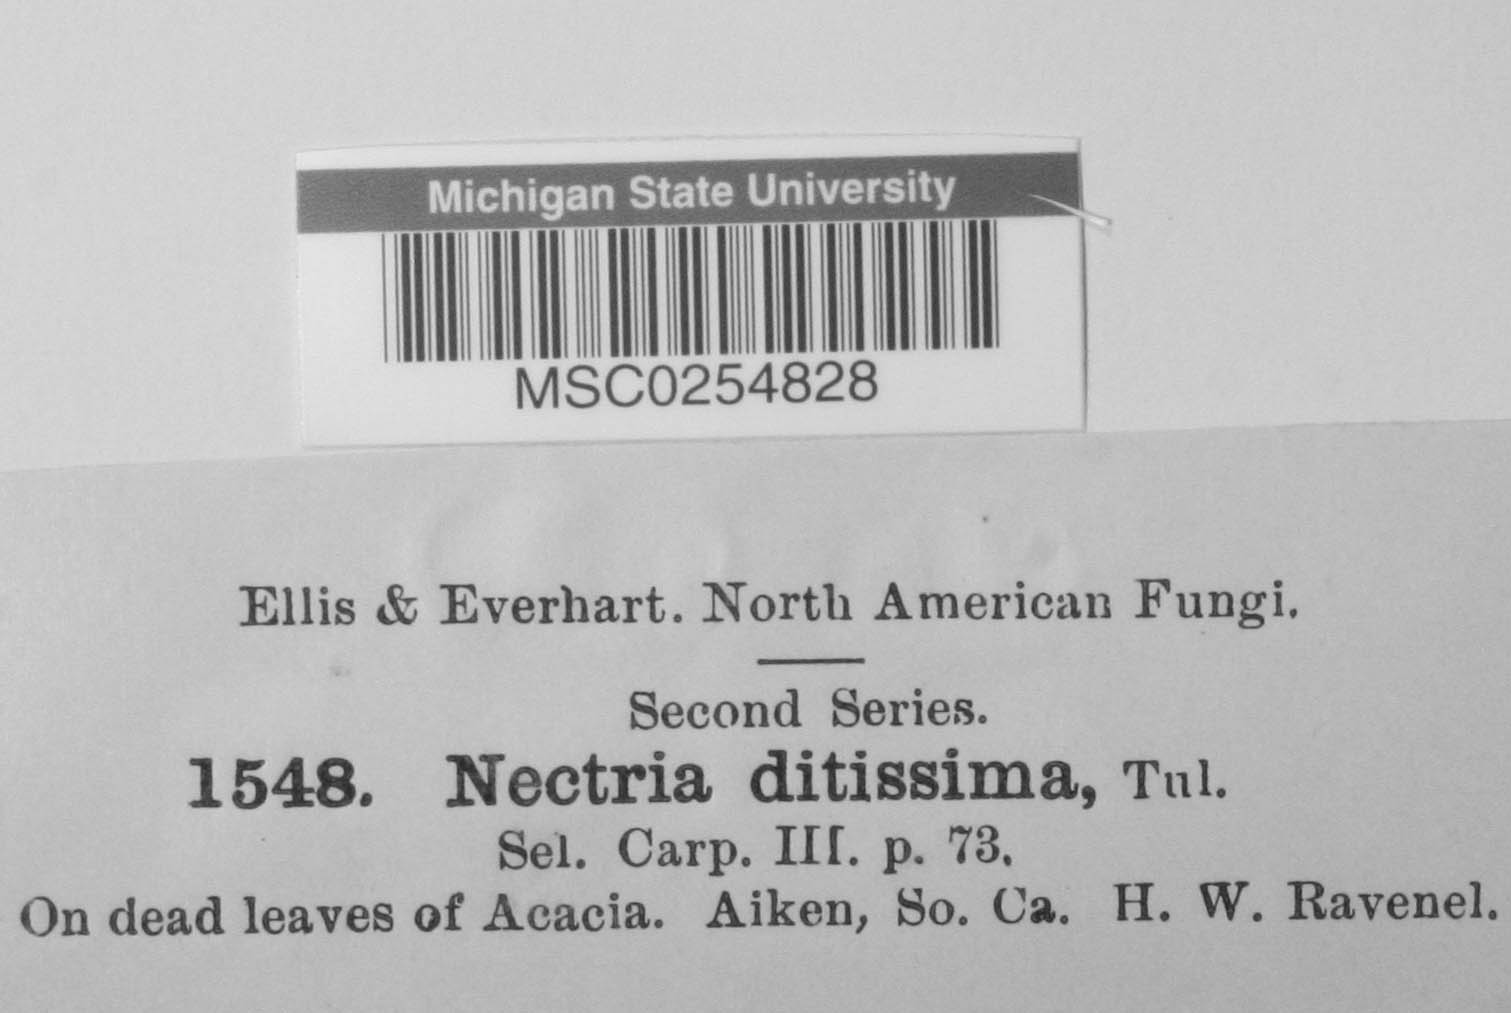 Michigan State University
MSC0254828
Ellis & Everhart. North American Fungi.
Second Series.
1548. Nectria ditissima, Tul.
Sel. Carp. III. p. 73.
On dead leaves of Acacia. Aiken, So. Ca. H. W. Ravenel.